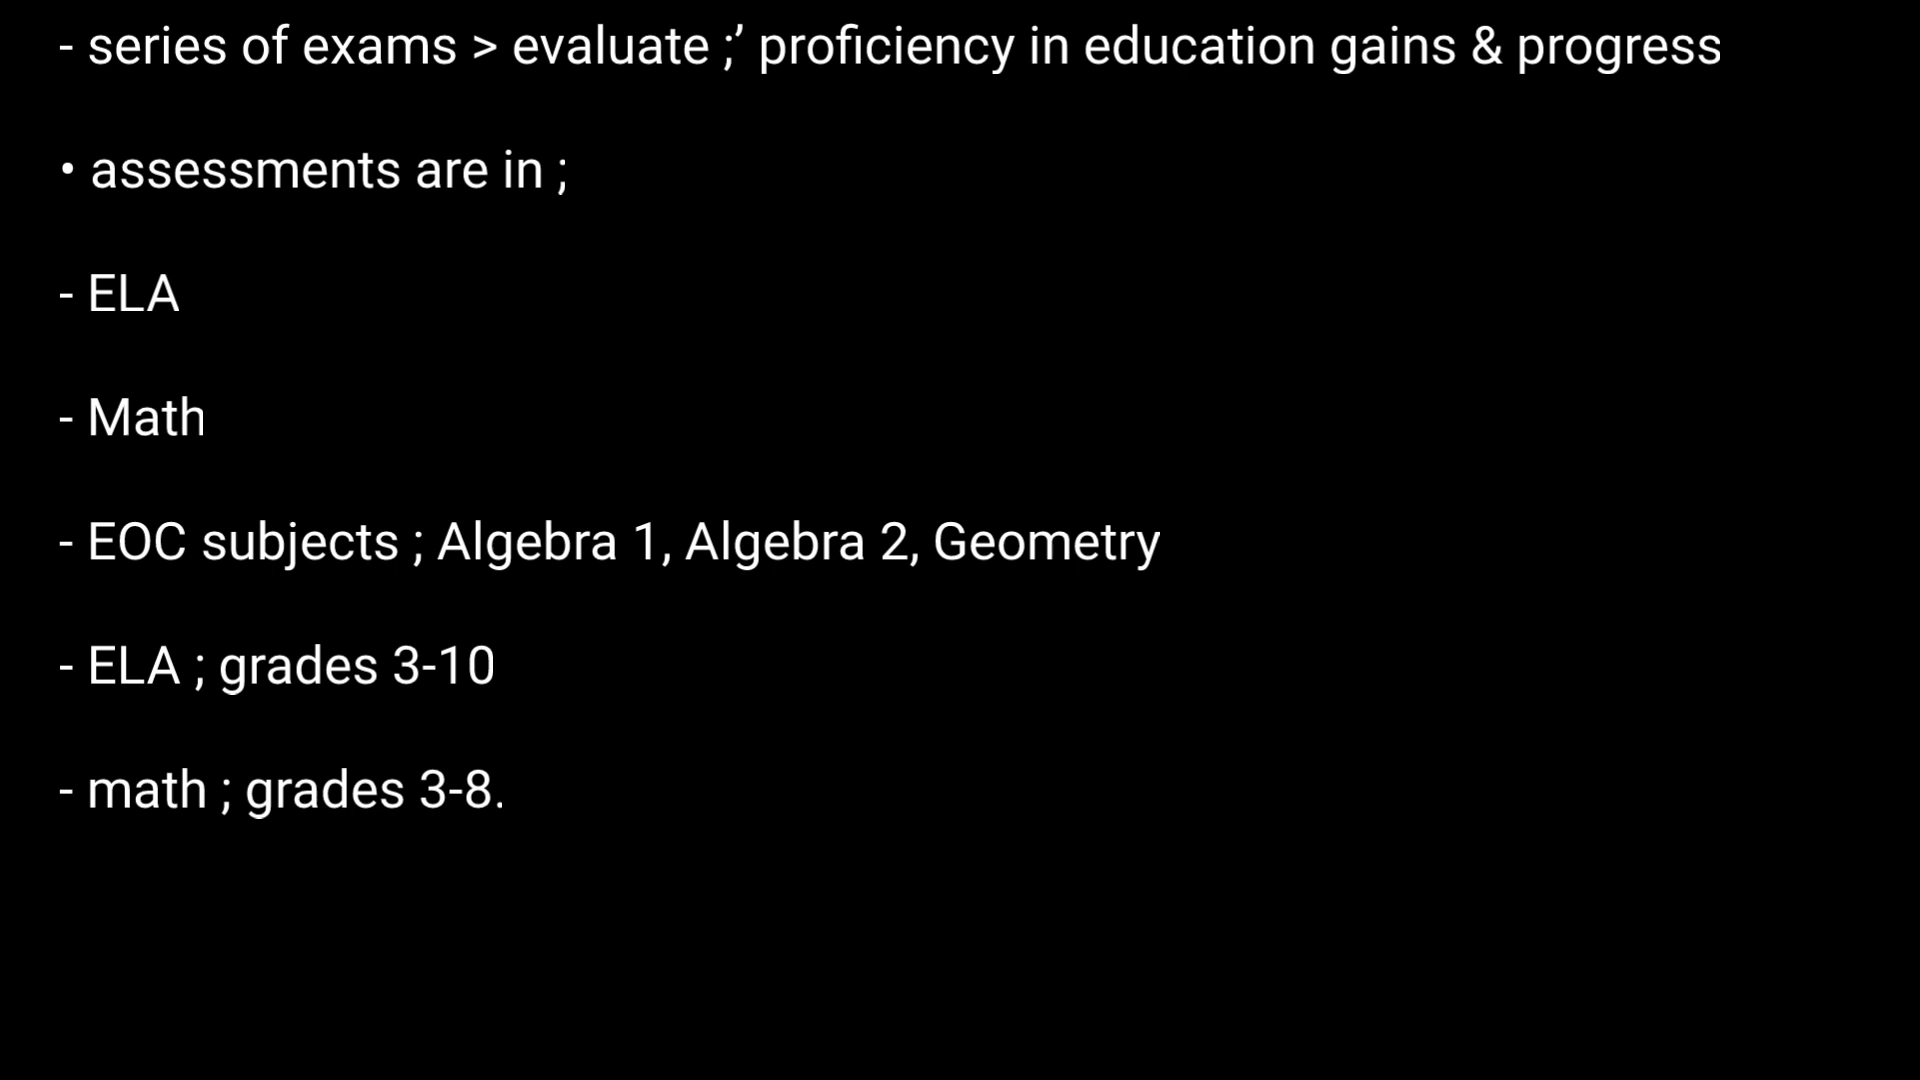 - series of exams > evaluate ;’ proficiency in education gains & progress
• assessments are in ;
- ELA
- Math
- EOC subjects ; Algebra 1, Algebra 2, Geometry
- ELA ; grades 3-10
- math ; grades 3-8.